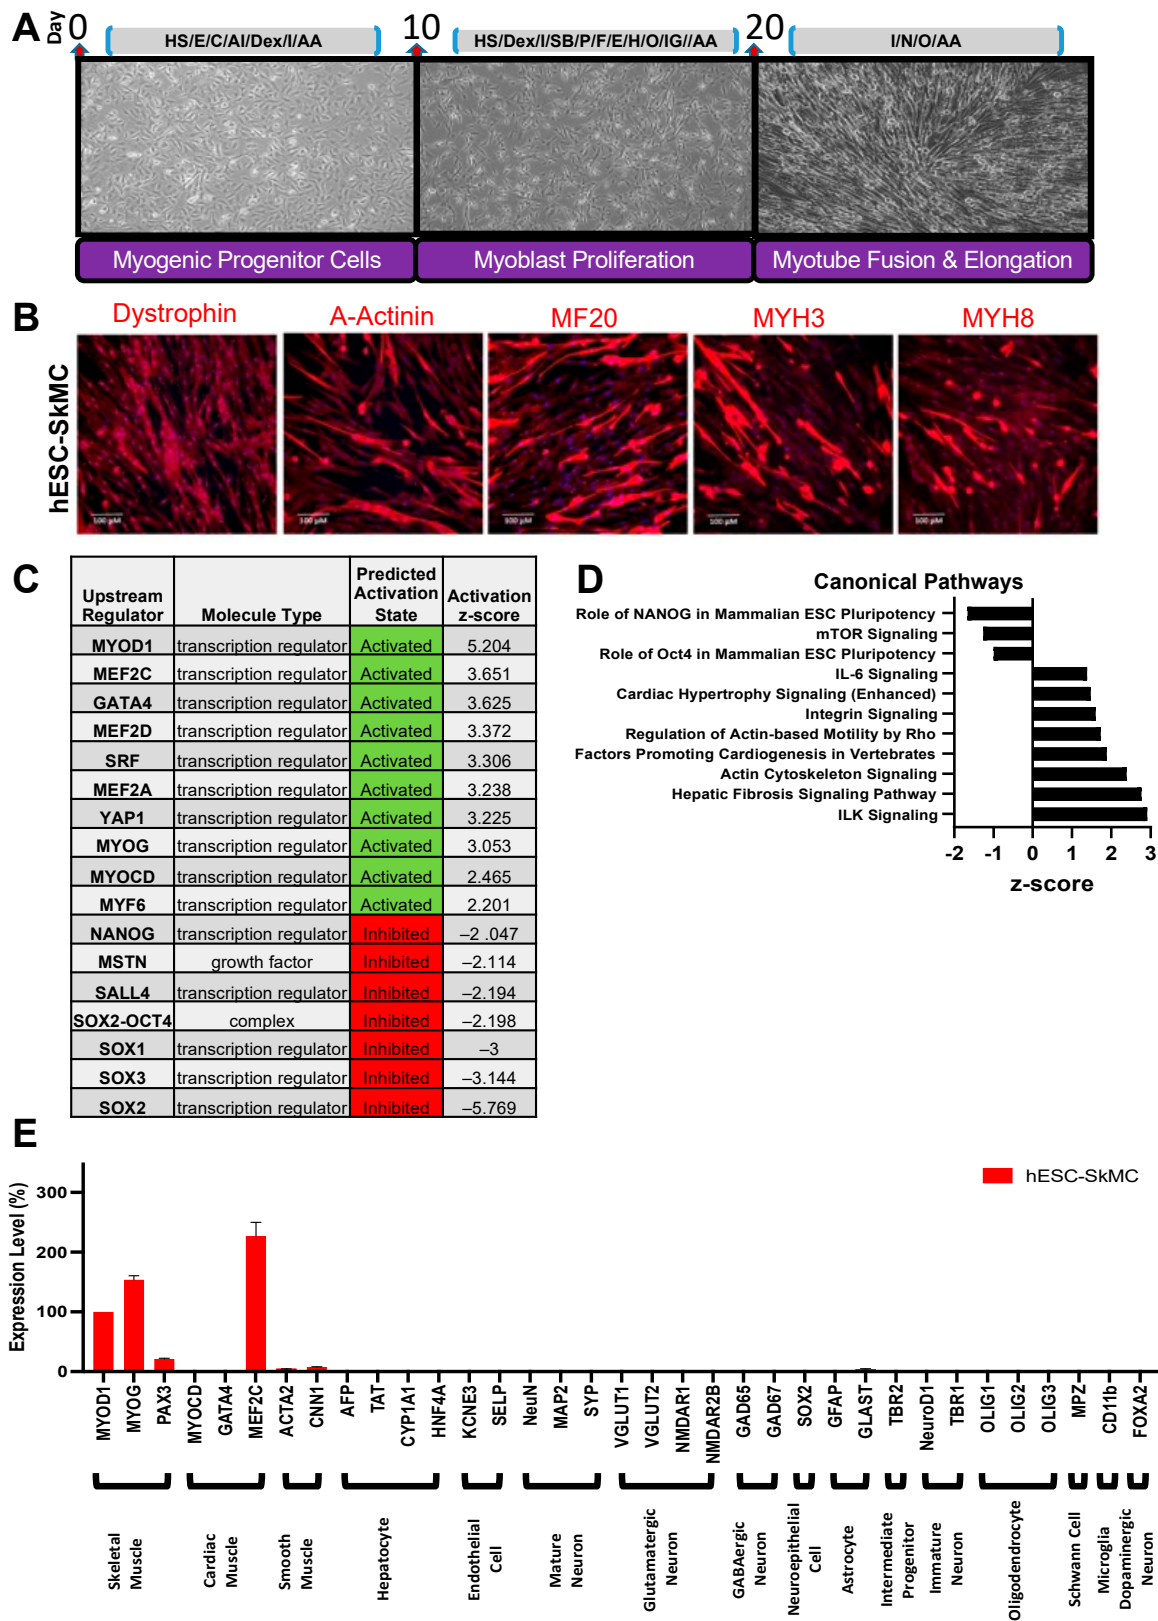 A
Day
0
10
20
HS/E/C/AI/Dex/I/AA
HS/Dex/I/SB/P/F/E/H/O/IG//AA
I/N/O/AA
Myogenic Progenitor Cells
Myoblast Proliferation
Myotube Fusion & Elongation
B
Dystrophin
A-Actinin
MF20
MYH3
MYH8
hESC-SkMC
100 µM
100 µM
100 µM
100 µM
100 µM
C
Upstream Regulator
Molecule Type
Predicted Activation State
Activation z-score
MYOD1 transcription regulator Activated 5.204
MEF2C transcription regulator Activated 3.651
GATA4 transcription regulator Activated 3.625
MEF2D transcription regulator Activated 3.372
SRF transcription regulator Activated 3.306
MEF2A transcription regulator Activated 3.238
YAP1 transcription regulator Activated 3.225
MYOG transcription regulator Activated 3.053
MYOCD transcription regulator Activated 2.465
MYF6 transcription regulator Activated 2.201
NANOG transcription regulator Inhibited –2 .047
MSTN growth factor Inhibited –2.114
SALL4 transcription regulator Inhibited –2.194
SOX2-OCT4 complex Inhibited –2.198
SOX1 transcription regulator Inhibited –3
SOX3 transcription regulator Inhibited –3.144
SOX2 transcription regulator Inhibited –5.769
D
Canonical Pathways
Role of NANOG in Mammalian ESC Pluripotency
mTOR Signaling
Role of Oct4 in Mammalian ESC Pluripotency
IL-6 Signaling
Cardiac Hypertrophy Signaling (Enhanced)
Integrin Signaling
Regulation of Actin-based Motility by Rho
Factors Promoting Cardiogenesis in Vertebrates
Actin Cytoskeleton Signaling
Hepatic Fibrosis Signaling Pathway
ILK Signaling
-2 -1 0 1 2 3
z-score
E
Expression Level (%)
300
200
100
0
hESC-SkMC
MYOD1
MYOG
PAX3
MYOCD
GATA4
MEF2C
ACTA2
CNN1
AFP
TAT
CYP1A1
HNF4A
KCNE3
SELP
NeuN
MAP2
SYP
VGLUT1
VGLUT2
NMDAR1
NMDAR2B
GAD65
GAD67
SOX2
GFAP
GLAST
TBR2
NeuroD1
TBR1
OLIG1
OLIG2
OLIG3
MPZ
CD11b
FOXA2
Skeletal
Muscle
Cardiac
Muscle
Smooth
Muscle
Hepatocyte
Endothelial
Cell
Mature
Neuron
Glutamatergic
Neuron
GABAergic
Neuron
Neuroepithelial
Cell
Astrocyte
Intermediate
Progenitor
Immature
Neuron
Oligodendrocyte
Schwann Cell
Microglia
Dopaminergic
Neuron